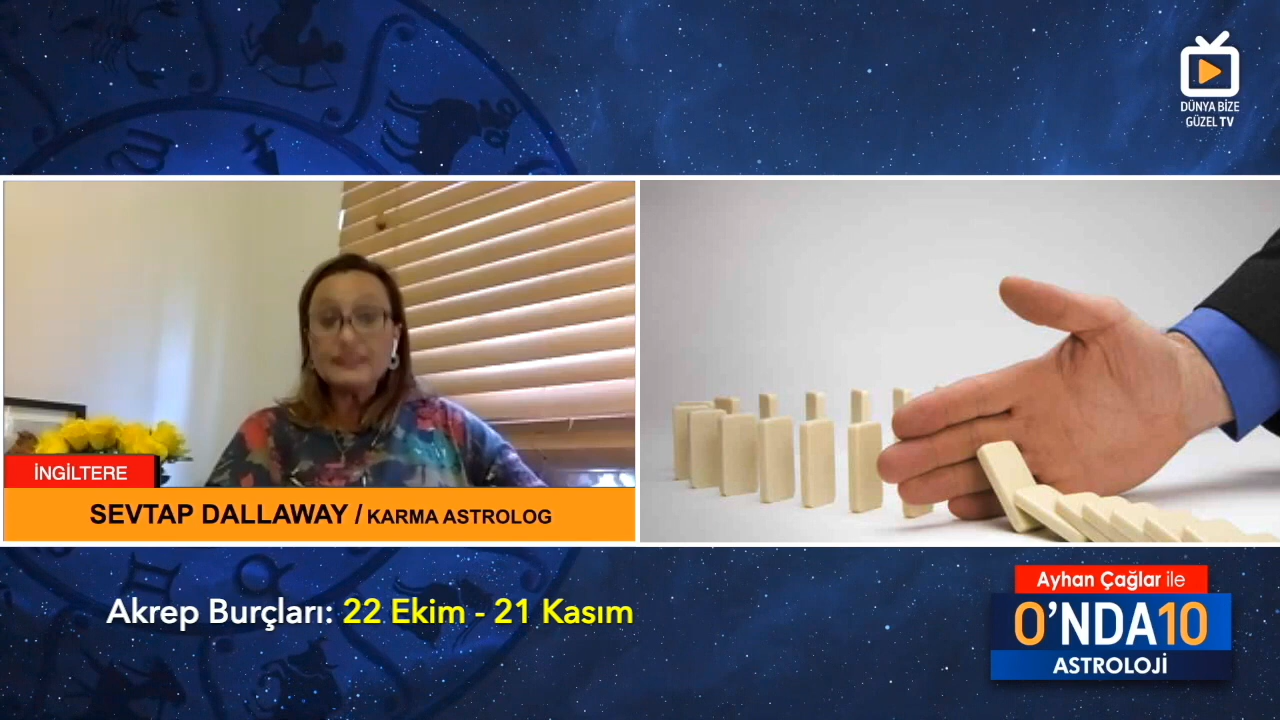 DÜNYA BİZE
GÜZEL TV
İNGİLTERE
SEVTAP DALLAWAY / KARMA ASTROLOG
Akrep Burçları: 22 Ekim - 21 Kasım
Ayhan Çağlar ile
O'NDA10
ASTROLOJİ